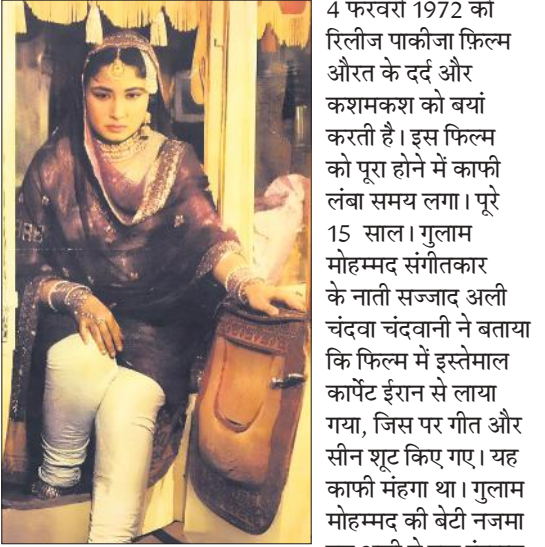 4 फरवरी 1972 को
रिलीज पाकीजा फ़िल्म
औरत के दर्द और
कशमकश को बयां
करती है। इस फिल्म
को पूरा होने में काफी
लंबा समय लगा। पूरे
15 साल। गुलाम
मोहम्मद संगीतकार
के नाती सज्जाद अली
चंदवा चंदवानी ने बताया
कि फिल्म में इस्तेमाल
कार्पेट ईरान से लाया
गया, जिस पर गीत और
सीन शूट किए गए। यह
काफी मंहगा था। गुलाम
मोहम्मद की बेटी नजमा